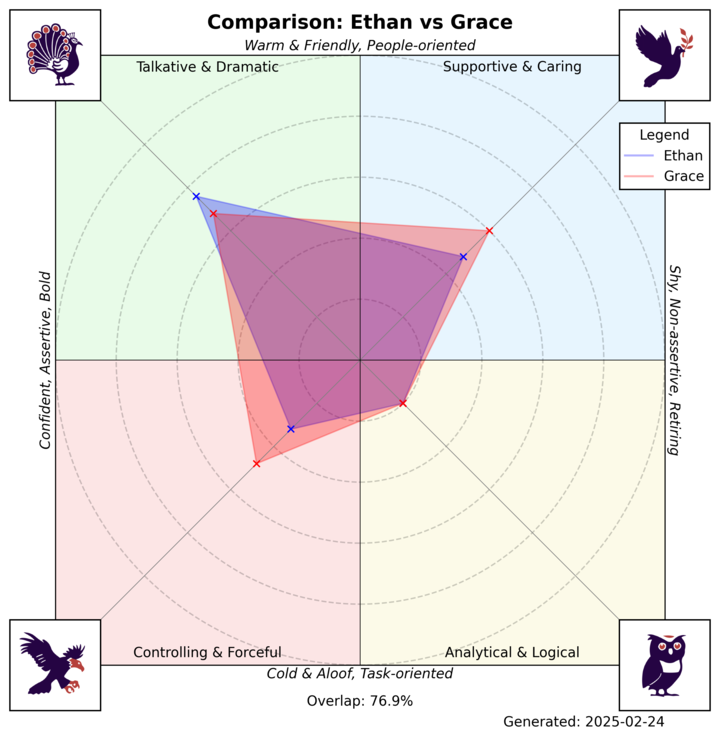 Comparison: Ethan vs Grace
Warm & Friendly, People-oriented
Talkative & Dramatic
Supportive & Caring
Legend
Ethan
Grace
Confident, Assertive, Bold
Shy, Non-assertive, Retiring
Controlling & Forceful
Analytical & Logical
Cold & Aloof, Task-oriented
Overlap: 76.9%
Generated: 2025-02-24